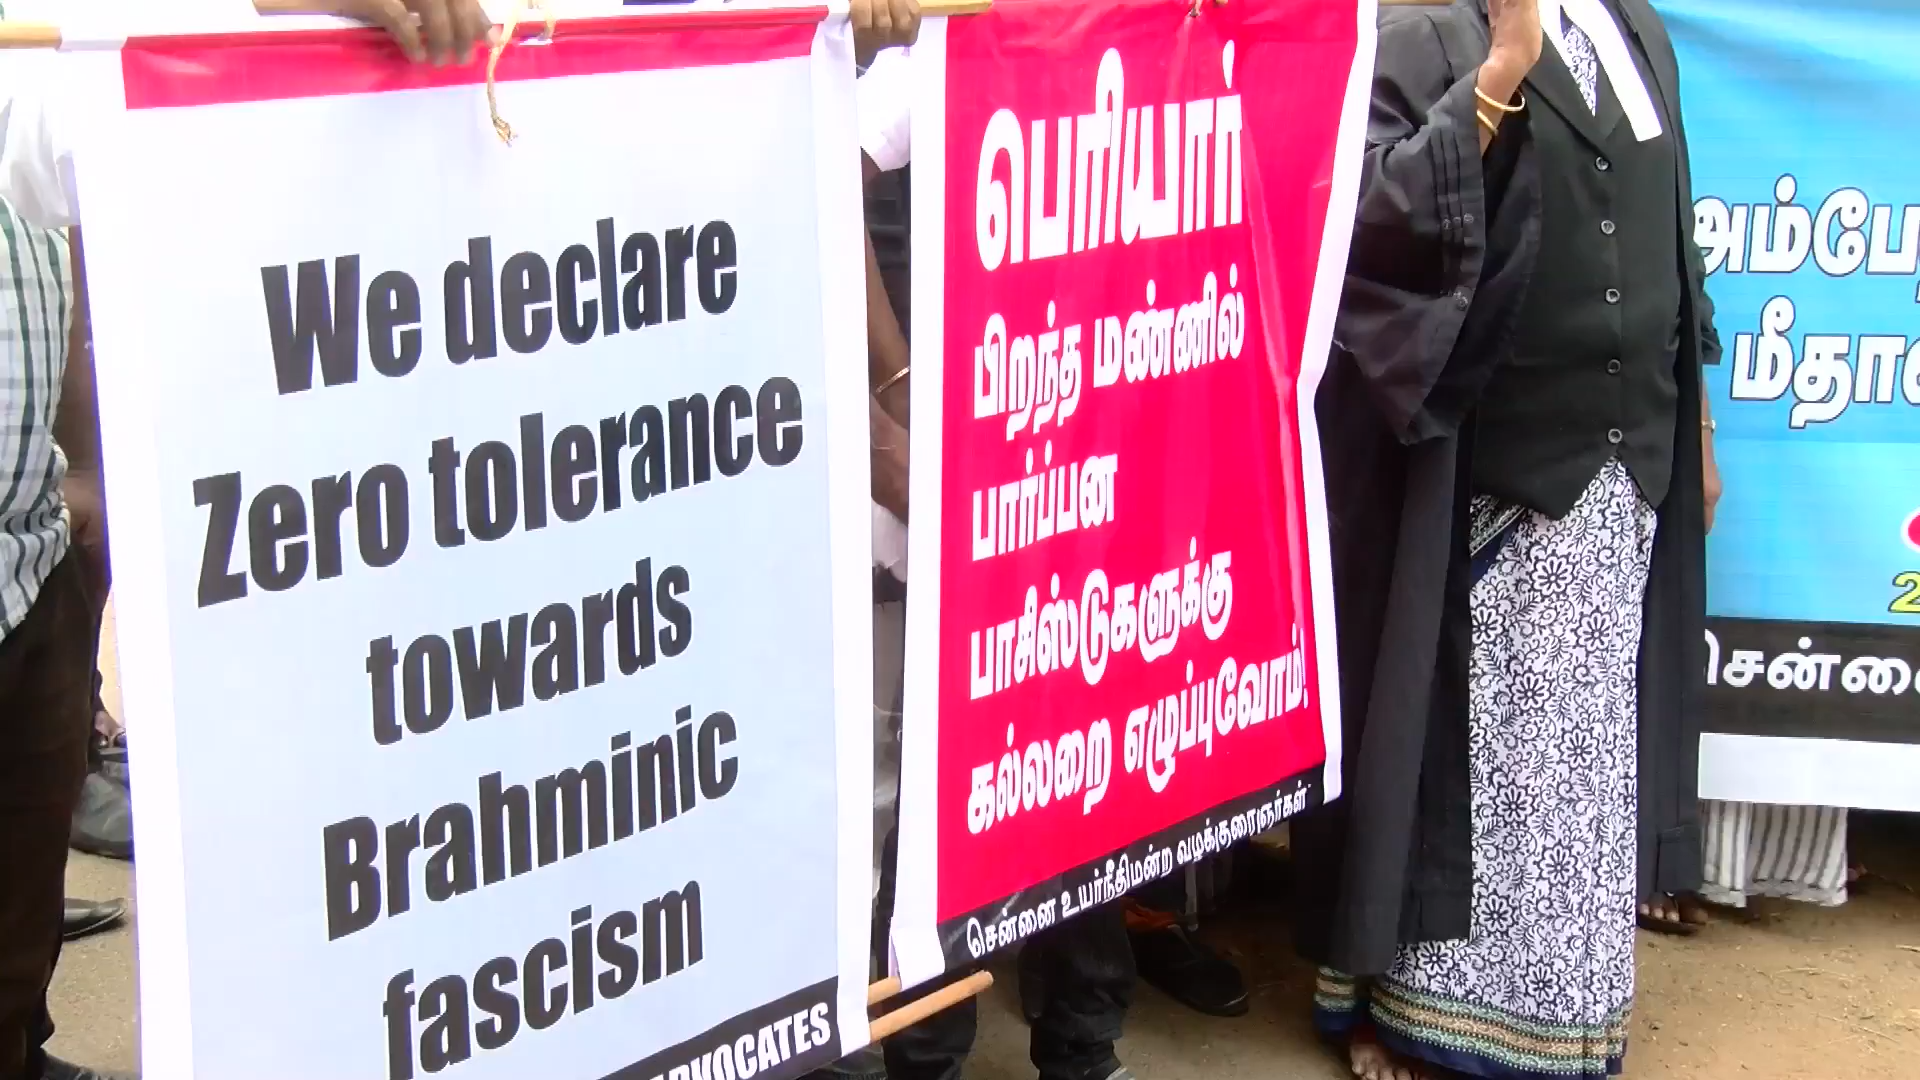 We declare
Zero tolerance
towards
Brahminic
fascism
ADVOCATES
பெரியார்
பிறந்த மண்ணில்
பார்ப்பன
பாசிஸ்டுகளுக்கு
கல்லறை எழுப்புவோம்!
சென்னை உயர்நீதிமன்ற வழக்குரைஞர்கள்